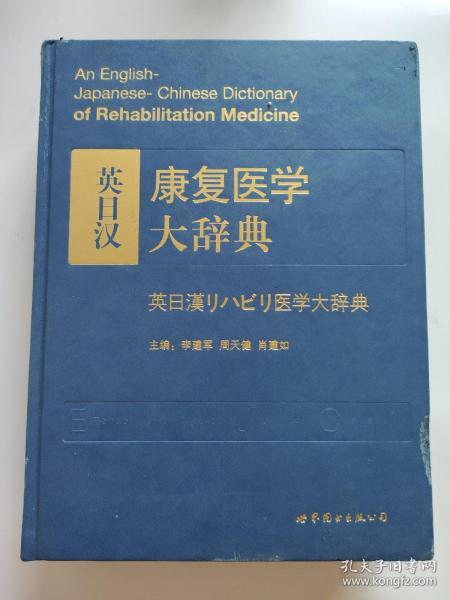 An English-
Japanese- Chinese Dictionary
of Rehabilitation Medicine
英日汉
康复医学
大辞典
英日漢リハビリ医学大辞典
主编：李建军 周天健 肖建如
世界图书出版公司
孔夫子旧书网
www.kongfz.com